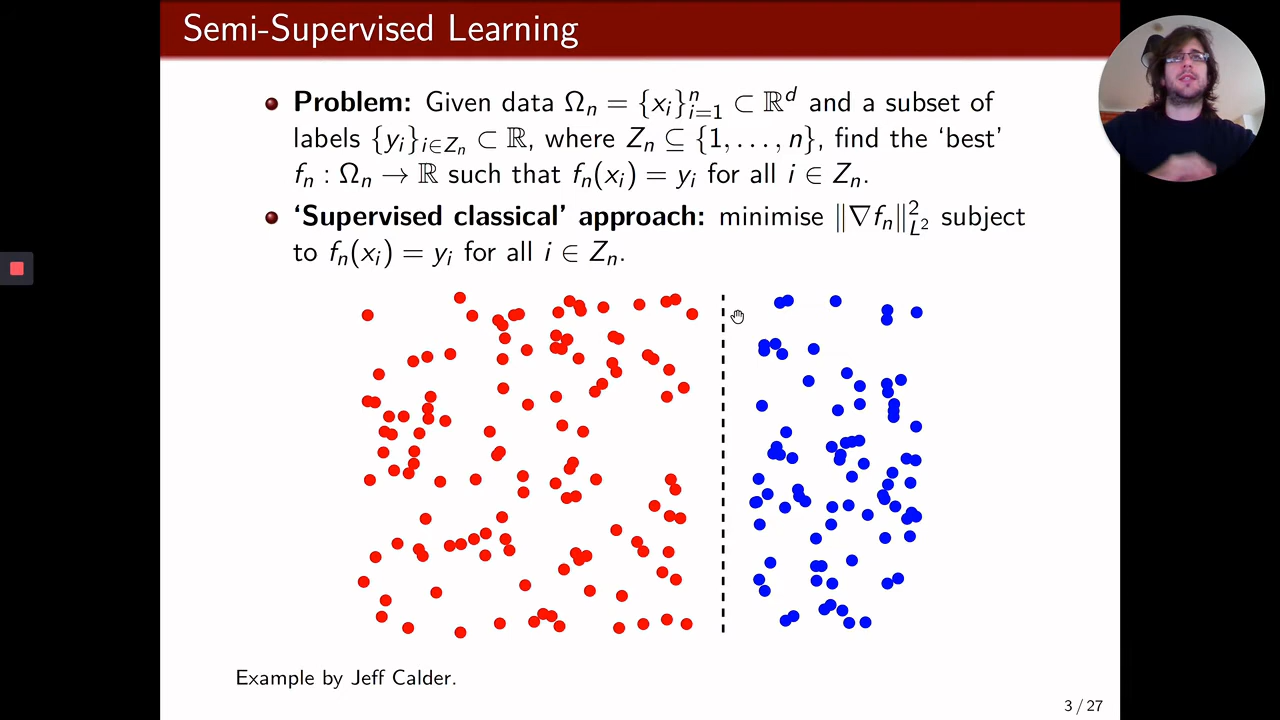 Semi-Supervised Learning
Problem: Given data Ωₙ = {xᵢ}ⁿᵢ₌₁ ⊂ ℝᵈ and a subset of
labels {yᵢ}_{i∈Zₙ} ⊂ ℝ, where Zₙ ⊆ {1, . . . , n}, find the ‘best’
fₙ : Ωₙ → ℝ such that fₙ(xᵢ) = yᵢ for all i ∈ Zₙ.
‘Supervised classical’ approach: minimise ‖∇fₙ‖²_{L²} subject
to fₙ(xᵢ) = yᵢ for all i ∈ Zₙ.
Example by Jeff Calder.
3 / 27